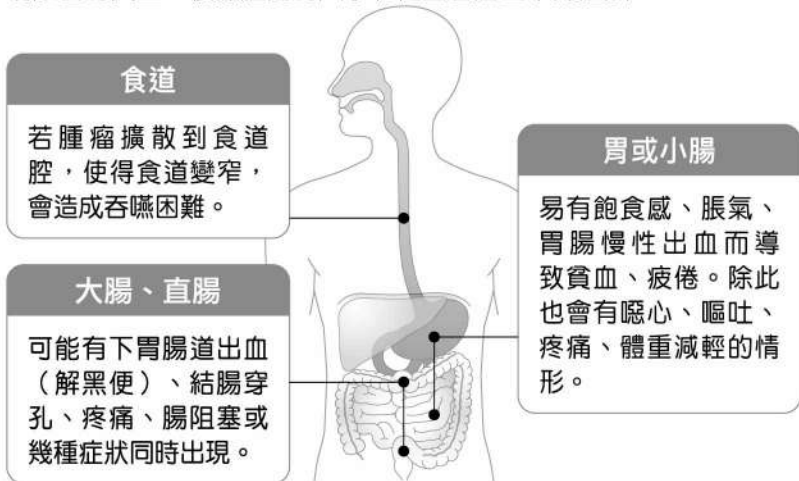 食道
若腫瘤擴散到食道
腔，使得食道變窄，
會造成吞嚥困難。
大腸、直腸
可能有下胃腸道出血
（解黑便）、結腸穿
孔、疼痛、腸阻塞或
幾種症狀同時出現。
胃或小腸
易有飽食感、脹氣、
胃腸慢性出血而導
致貧血、疲倦。除此
也會有噁心、嘔吐、
疼痛、體重減輕的情
形。